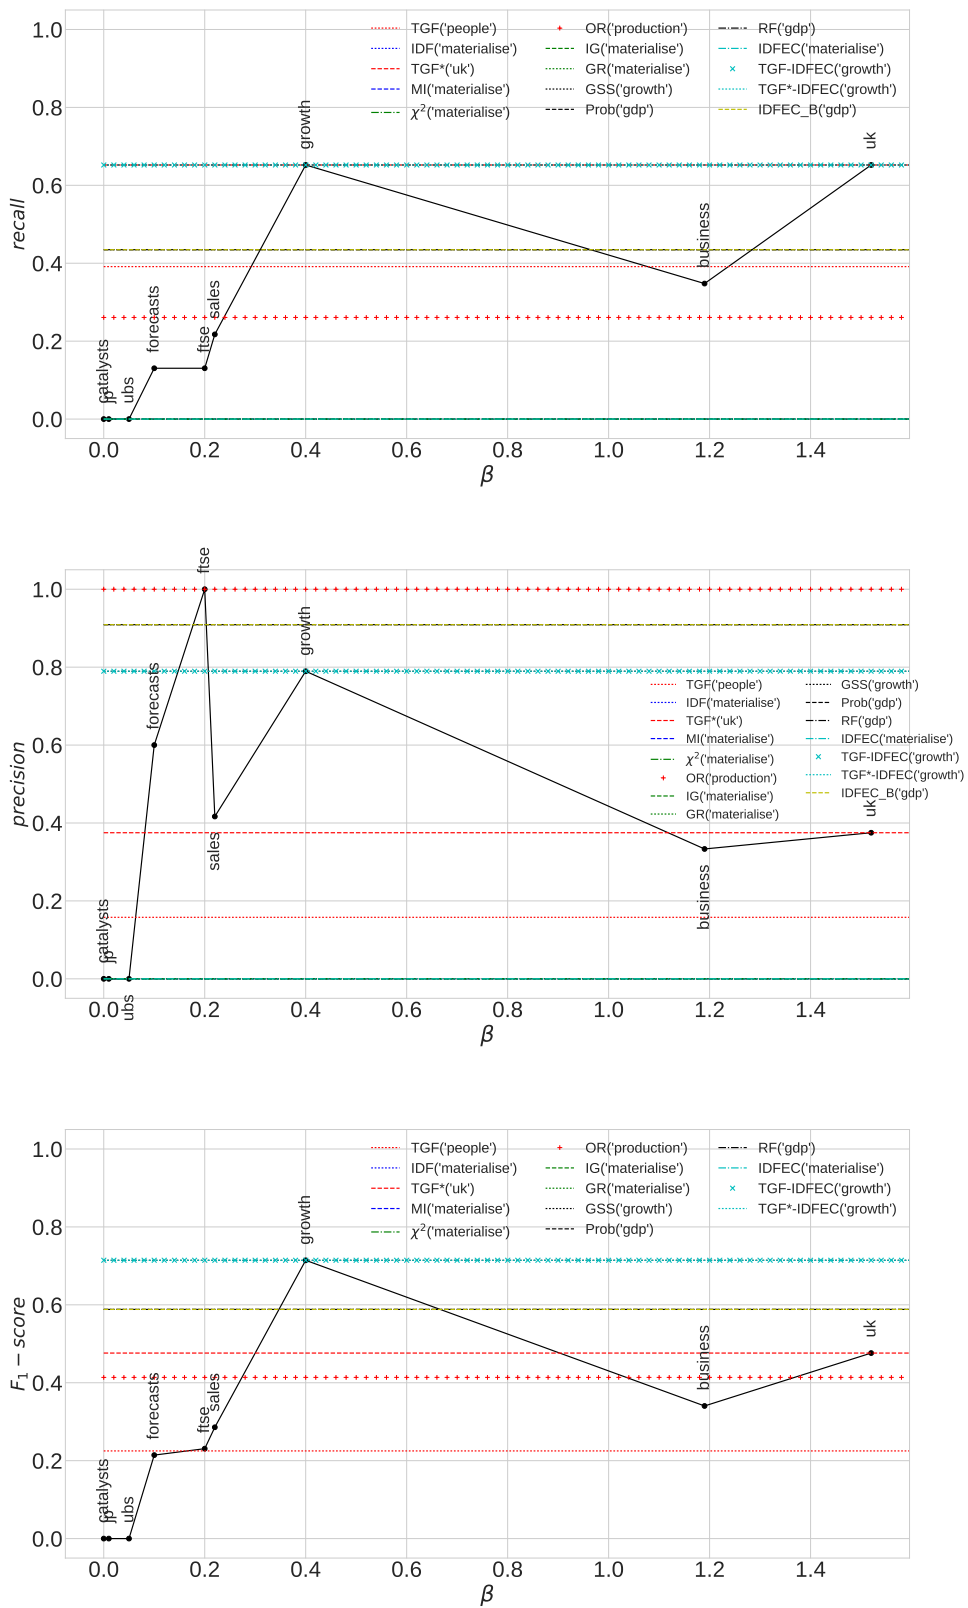 1.0
0.8
0.6
0.4
0.2
0.0
recall
TGF('people')
IDF('materialise')
TGF*('uk')
MI('materialise')
χ²('materialise')
OR('production')
IG('materialise')
GR('materialise')
GSS('growth')
Prob('gdp')
RF('gdp')
IDFEC('materialise')
TGF-IDFEC('growth')
TGF*-IDFEC('growth')
IDFEC_B('gdp')
catalysts
jp
ubs
forecasts
ftse
sales
growth
business
uk
0.0 0.2 0.4 0.6 0.8 1.0 1.2 1.4
β
1.0
0.8
0.6
0.4
0.2
0.0
precision
TGF('people')
IDF('materialise')
TGF*('uk')
MI('materialise')
χ²('materialise')
OR('production')
IG('materialise')
GR('materialise')
GSS('growth')
Prob('gdp')
RF('gdp')
IDFEC('materialise')
TGF-IDFEC('growth')
TGF*-IDFEC('growth')
IDFEC_B('gdp')
catalysts
jp
ubs
forecasts
ftse
sales
growth
business
uk
0.0 0.2 0.4 0.6 0.8 1.0 1.2 1.4
β
1.0
0.8
0.6
0.4
0.2
0.0
F₁ − score
TGF('people')
IDF('materialise')
TGF*('uk')
MI('materialise')
χ²('materialise')
OR('production')
IG('materialise')
GR('materialise')
GSS('growth')
Prob('gdp')
RF('gdp')
IDFEC('materialise')
TGF-IDFEC('growth')
TGF*-IDFEC('growth')
catalysts
jp
ubs
forecasts
ftse
sales
growth
business
uk
0.0 0.2 0.4 0.6 0.8 1.0 1.2 1.4
β